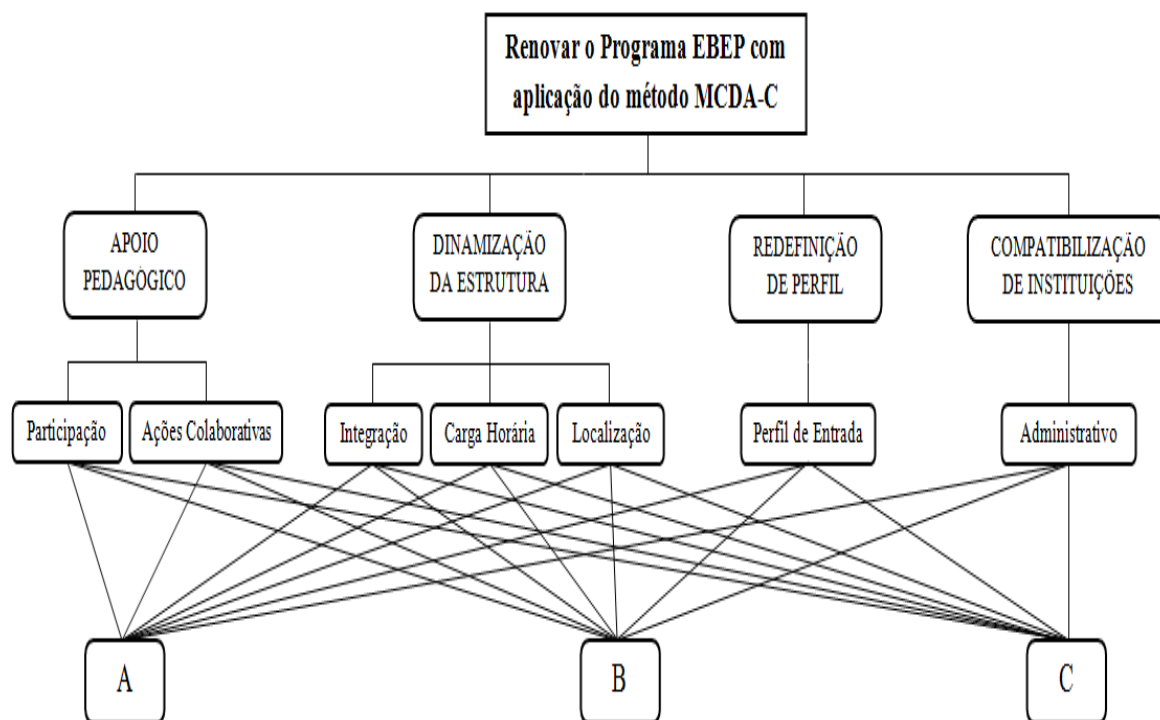 Renovar o Programa EBEP com
aplicação do método MCDA-C
APOIO
PEDAGÓGICO
DINAMIZAÇÃO
DA ESTRUTURA
REDEFINIÇÃO
DE PERFIL
COMPATIBILIZAÇÃO
DE INSTITUIÇÕES
Participação
Ações Colaborativas
Integração
Carga Horária
Localização
Perfil de Entrada
Administrativo
A
B
C